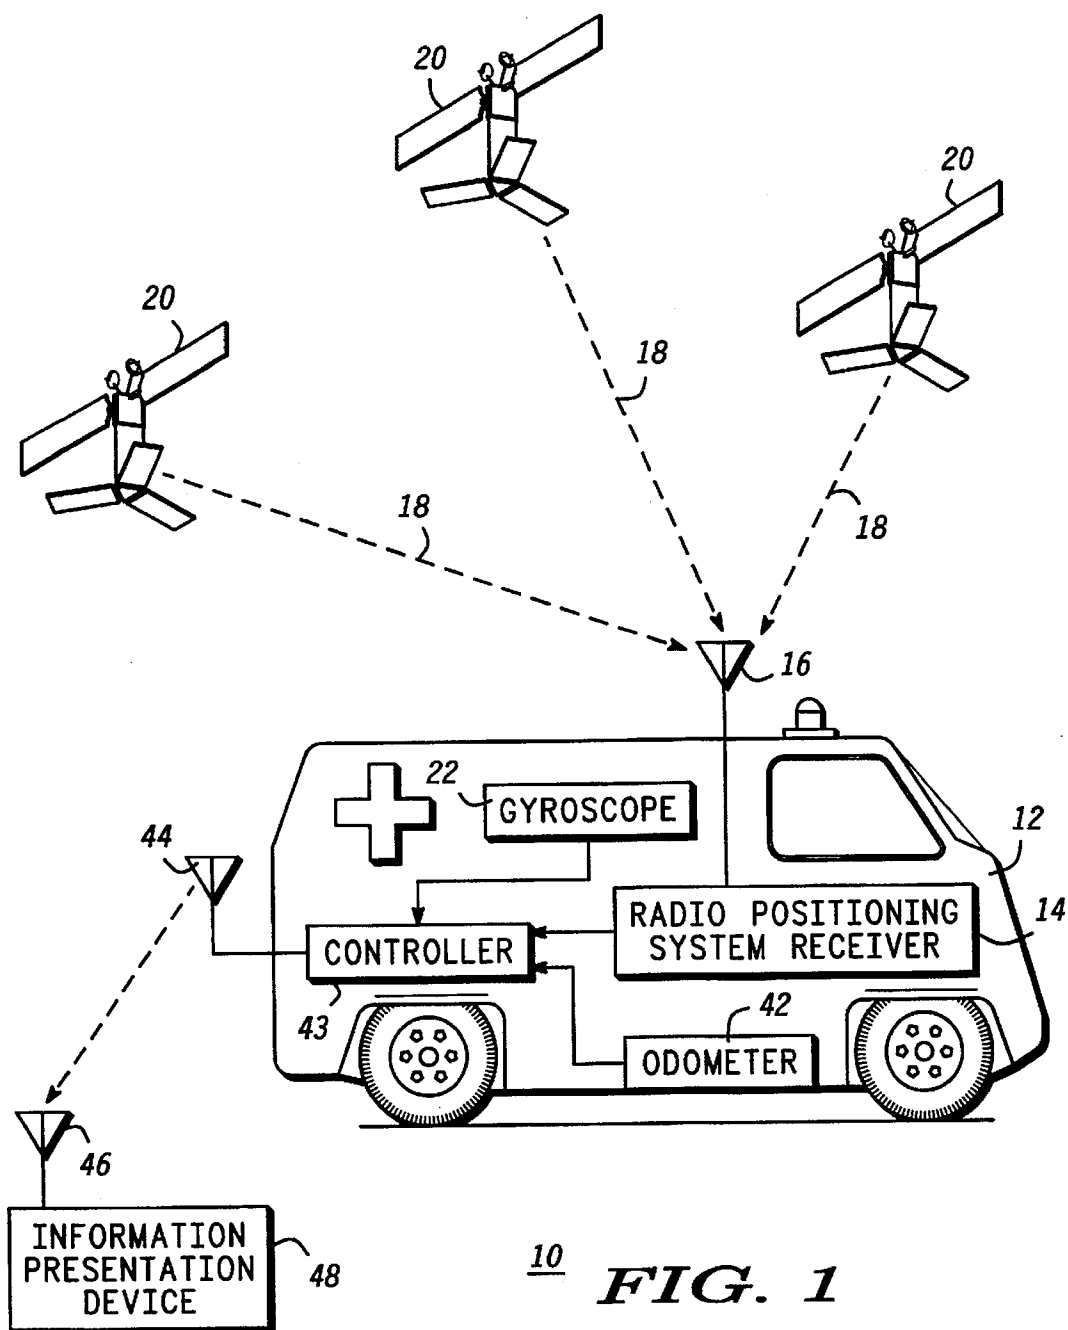 20
20
20
18
18
18
16
22
GYROSCOPE
12
44
RADIO POSITIONING
SYSTEM RECEIVER
14
CONTROLLER
43
42
ODOMETER
46
INFORMATION
PRESENTATION
DEVICE
48
10
FIG. 1